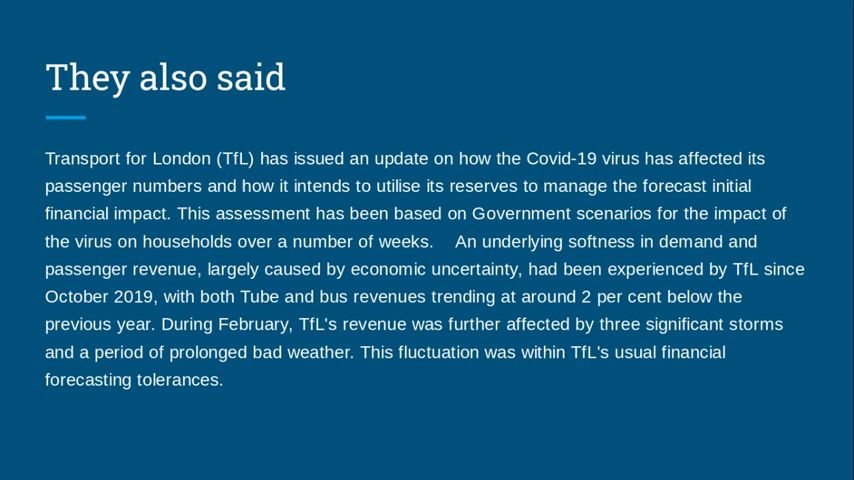 They also said
Transport for London (TfL) has issued an update on how the Covid-19 virus has affected its
passenger numbers and how it intends to utilise its reserves to manage the forecast initial
financial impact. This assessment has been based on Government scenarios for the impact of
the virus on households over a number of weeks.    An underlying softness in demand and
passenger revenue, largely caused by economic uncertainty, had been experienced by TfL since
October 2019, with both Tube and bus revenues trending at around 2 per cent below the
previous year. During February, TfL's revenue was further affected by three significant storms
and a period of prolonged bad weather. This fluctuation was within TfL's usual financial
forecasting tolerances.